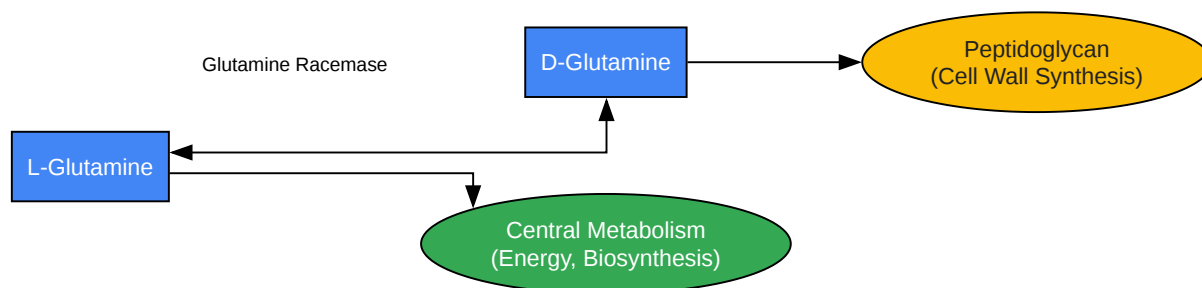 Glutamine Racemase
D-Glutamine
Peptidoglycan
(Cell Wall Synthesis)
L-Glutamine
Central Metabolism
(Energy, Biosynthesis)